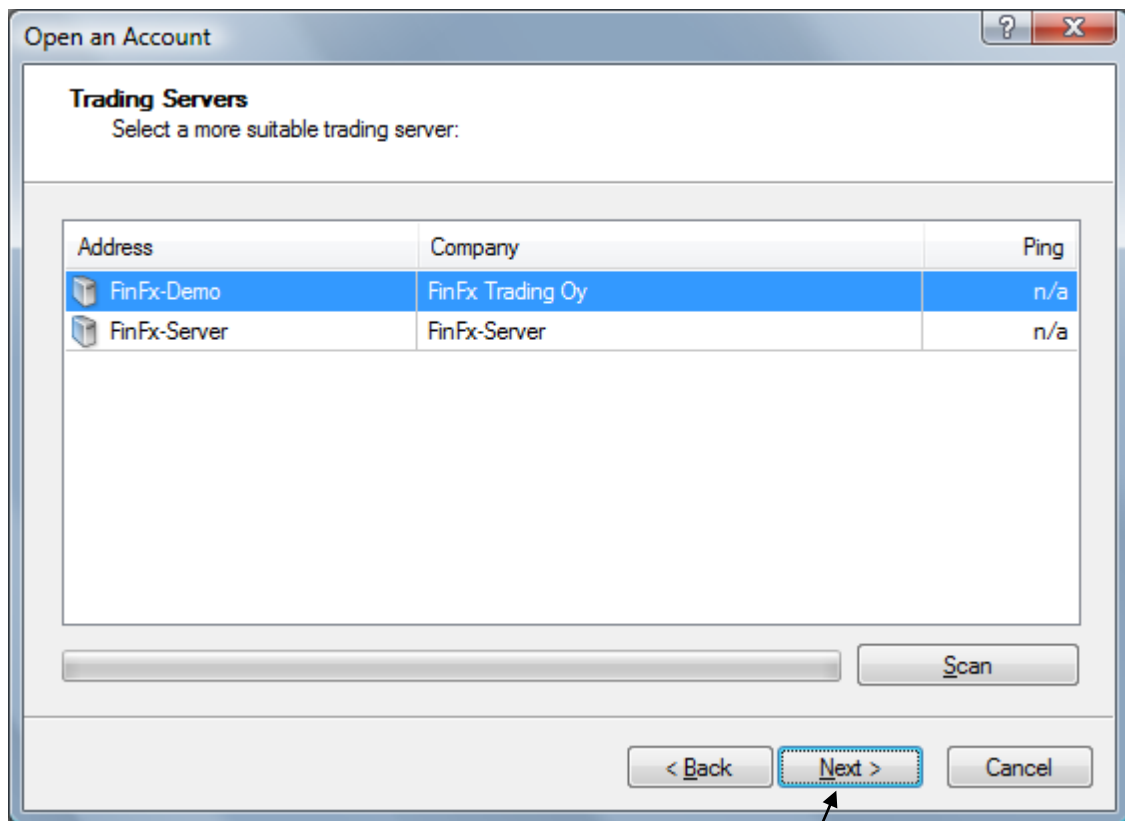 Open an Account
Trading Servers
Select a more suitable trading server:
Address Company Ping
FinFx-Demo FinFx Trading Oy n/a
FinFx-Server FinFx-Server n/a
Scan
< Back Next > Cancel